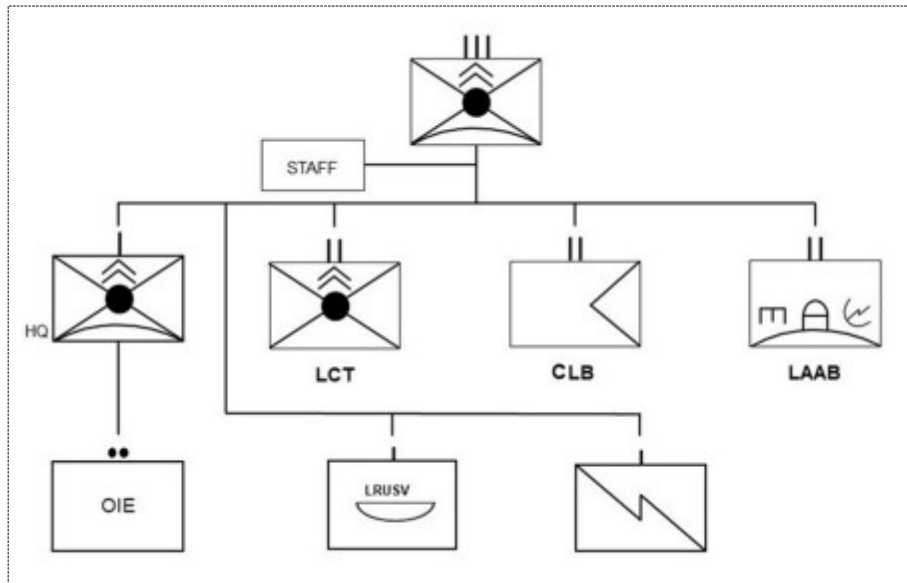 STAFF
HQ
LCT
CLB
LAAB
OIE
LRUSV